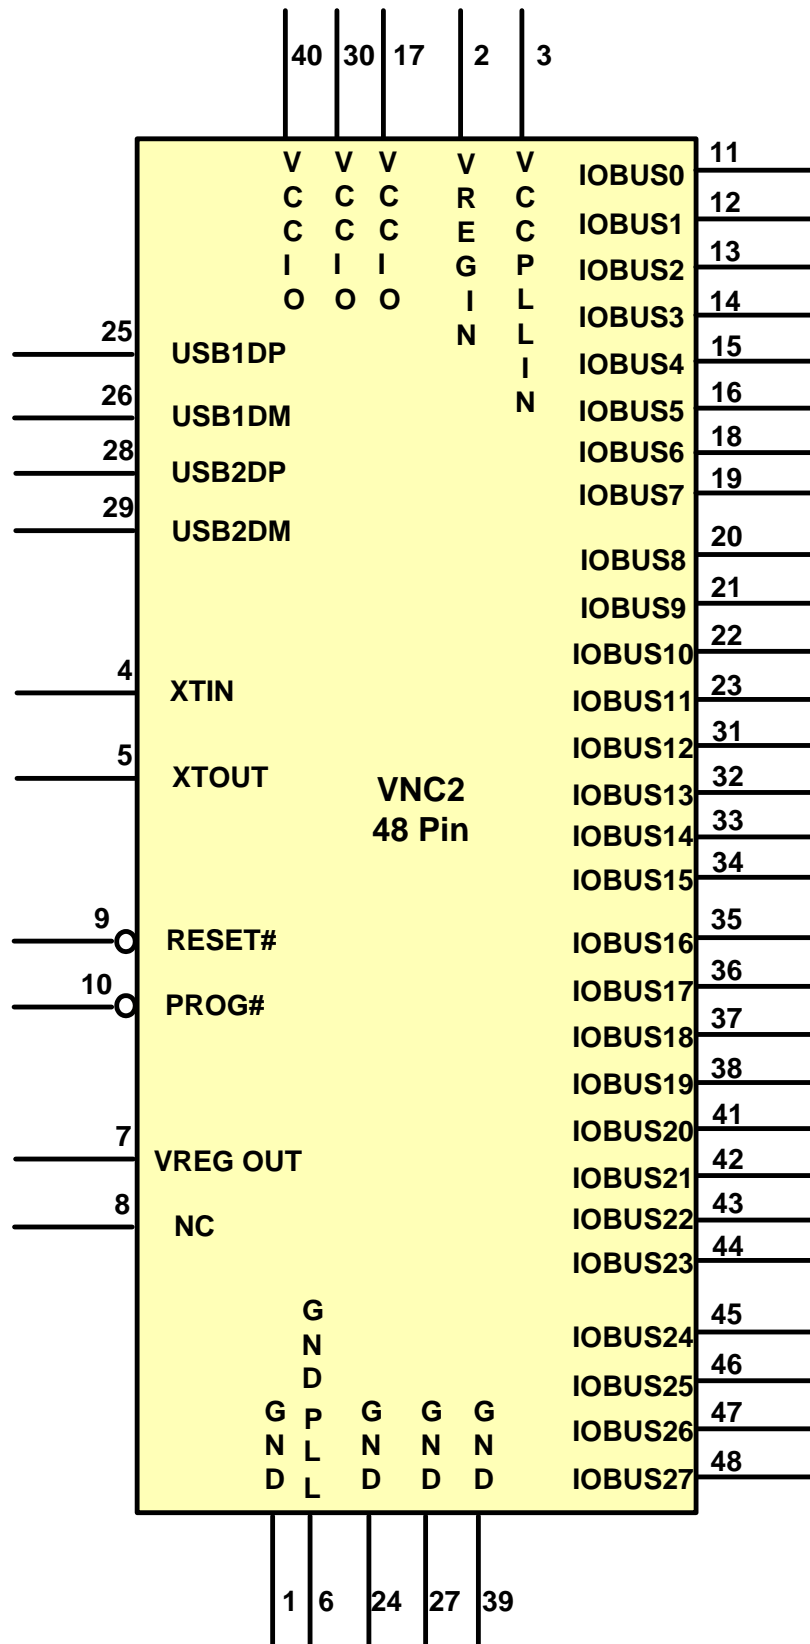 40 30 17 2 3
VCCIO VCCIO VCCIO VREGIN VCCPLLIN
25 USB1DP
26 USB1DM
28 USB2DP
29 USB2DM
4 XTIN
5 XTOUT
9 RESET#
10 PROG#
7 VREG OUT
8 NC
VNC2
48 Pin
IOBUS0 11
IOBUS1 12
IOBUS2 13
IOBUS3 14
IOBUS4 15
IOBUS5 16
IOBUS6 18
IOBUS7 19
IOBUS8 20
IOBUS9 21
IOBUS10 22
IOBUS11 23
IOBUS12 31
IOBUS13 32
IOBUS14 33
IOBUS15 34
IOBUS16 35
IOBUS17 36
IOBUS18 37
IOBUS19 38
IOBUS20 41
IOBUS21 42
IOBUS22 43
IOBUS23 44
IOBUS24 45
IOBUS25 46
IOBUS26 47
IOBUS27 48
GND GND PLL GND GND GND
1 6 24 27 39